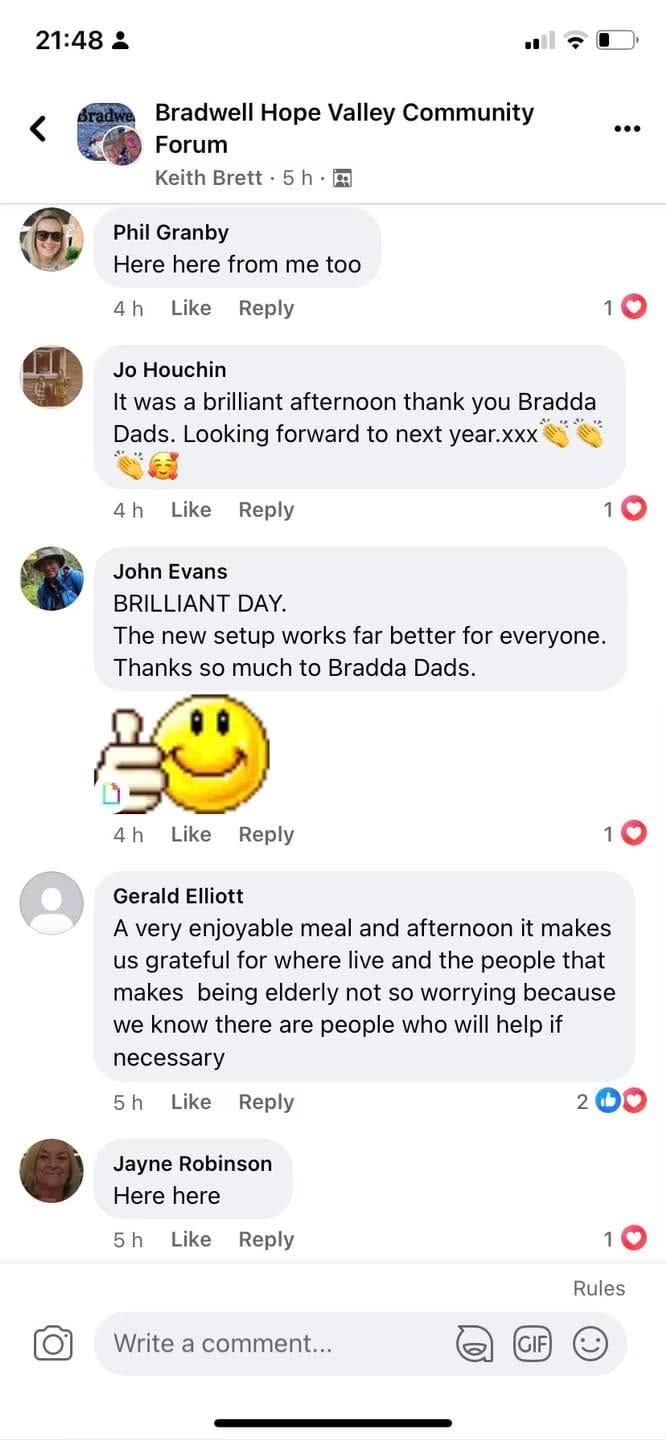 21:48
Bradwe
Bradwell Hope Valley Community
Forum
Keith Brett · 5 h ·
Phil Granby
Here here from me too
4 h Like Reply 1
Jo Houchin
It was a brilliant afternoon thank you Bradda
Dads. Looking forward to next year.xxx👏👏
👏🥰
4 h Like Reply 1
John Evans
BRILLIANT DAY.
The new setup works far better for everyone.
Thanks so much to Bradda Dads.
4 h Like Reply 1
Gerald Elliott
A very enjoyable meal and afternoon it makes
us grateful for where live and the people that
makes  being elderly not so worrying because
we know there are people who will help if
necessary
5 h Like Reply 2
Jayne Robinson
Here here
5 h Like Reply 1
Rules
Write a comment...
GIF